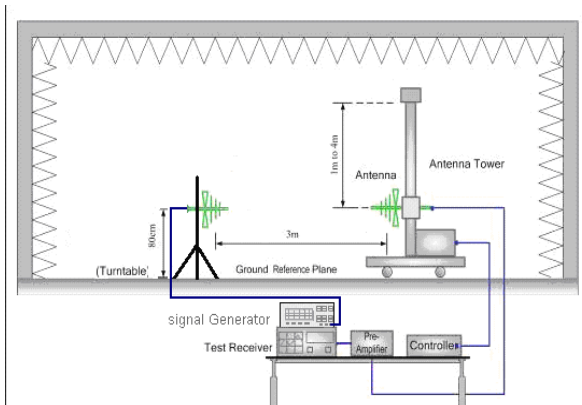 1m to 4m
Antenna
Antenna Tower
80cm
3m
(Turntable)
Ground Reference Plane
signal Generator
Test Receiver
Pre-
Amplifier
Controller